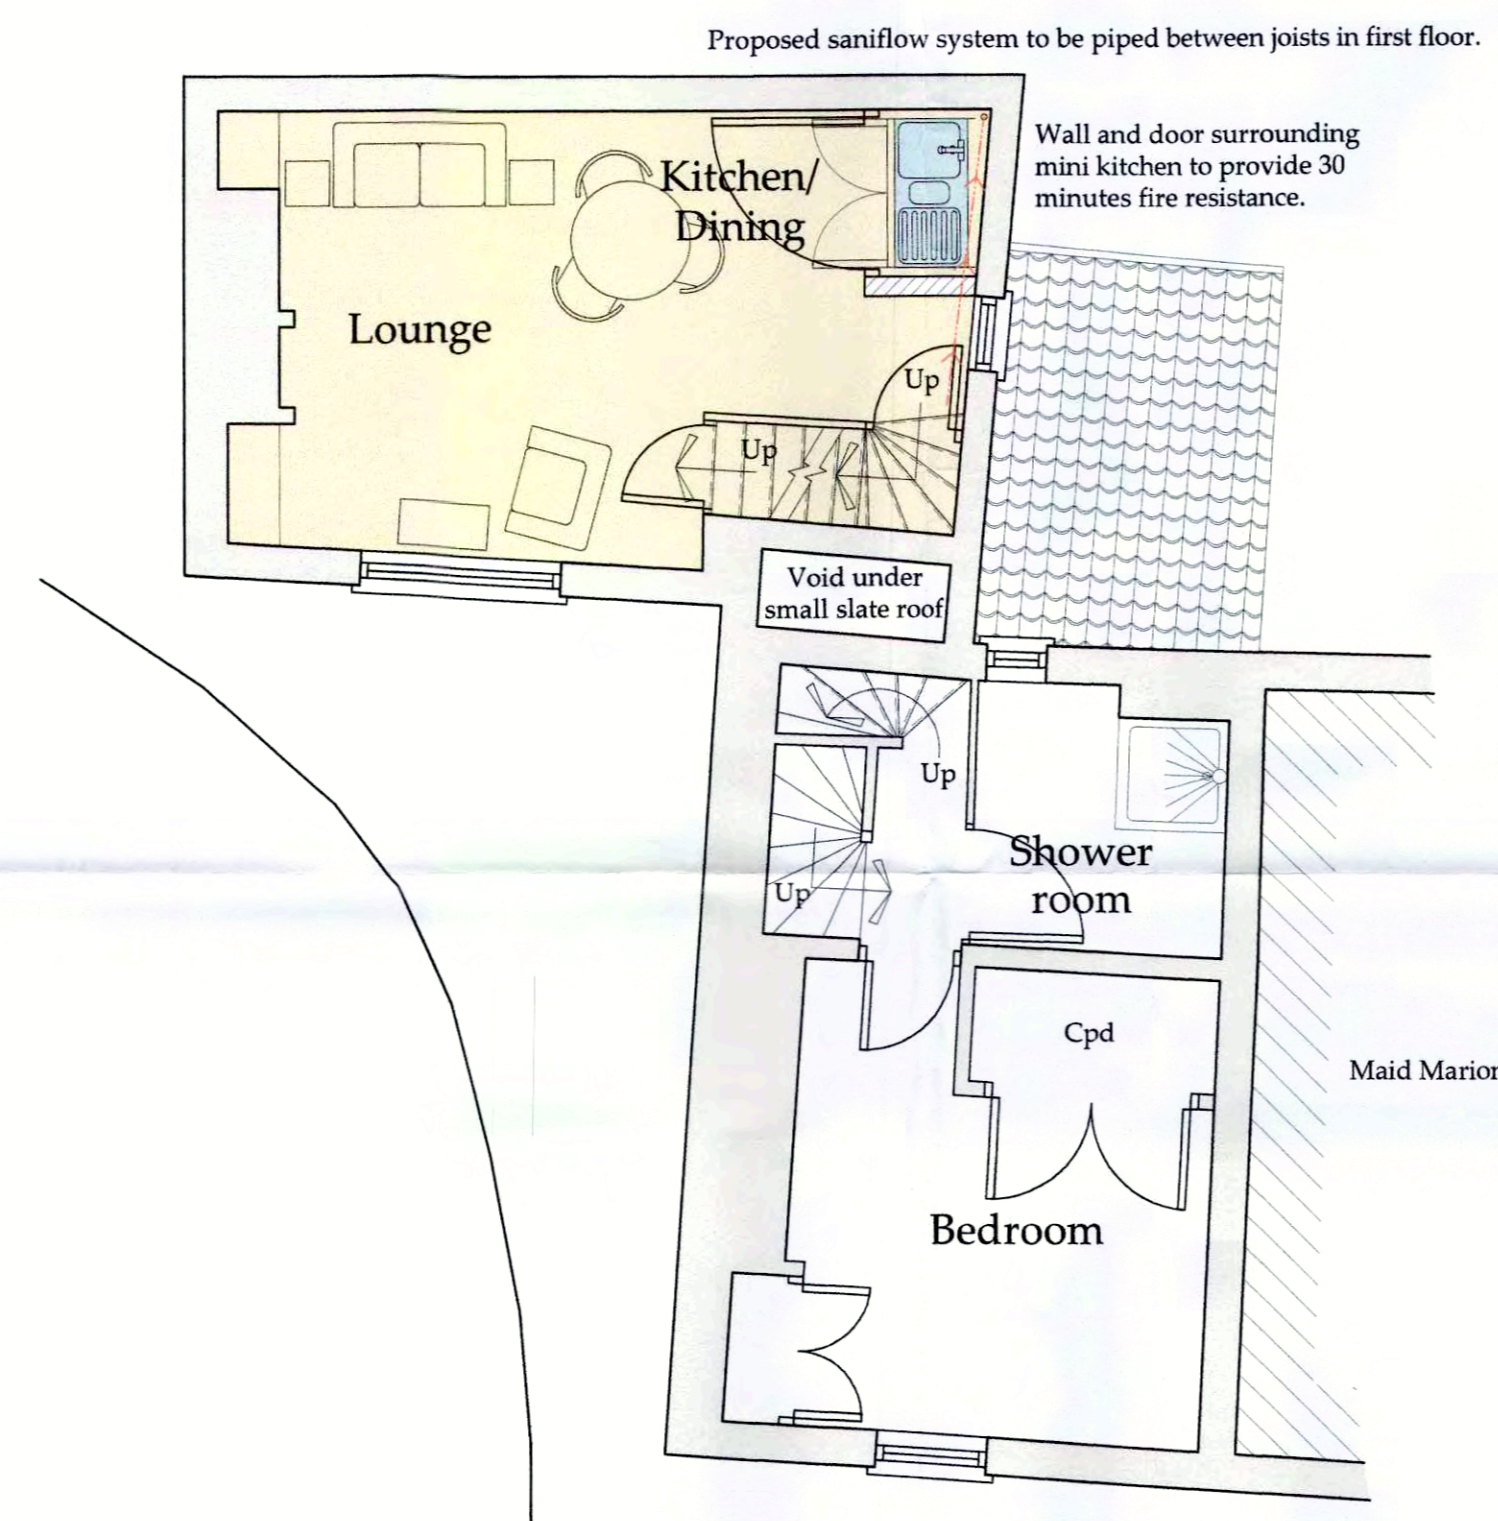 Proposed saniflow system to be piped between joists in first floor.
Wall and door surrounding
mini kitchen to provide 30
minutes fire resistance.
Kitchen/
Dining
Lounge
Up
Up
Void under
small slate roof
Up
Shower
room
Up
Cpd
Maid Marion
Bedroom